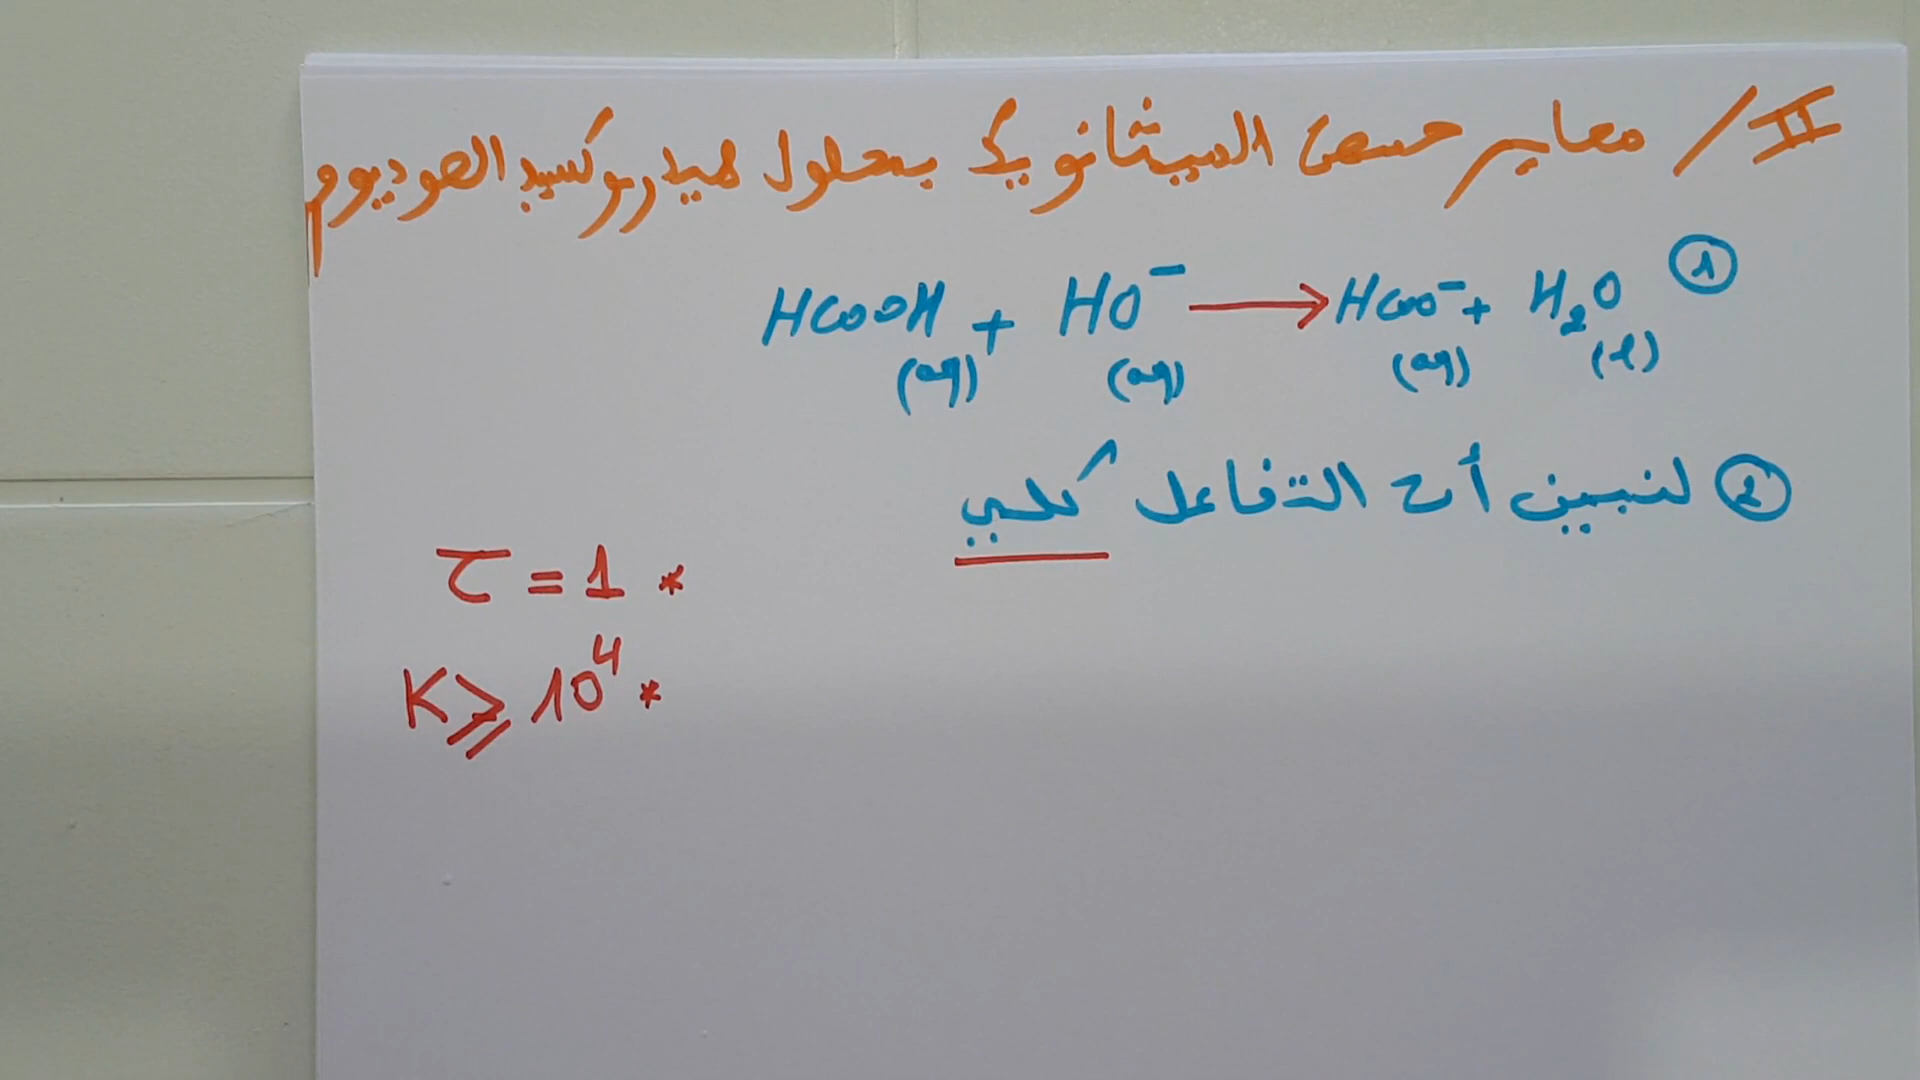 II/ معاير حمض الميثانويك بمحلول هيدروكسيد الصوديوم
① HCOOH(aq) + HO⁻(aq) → HCOO⁻(aq) + H₂O(l)
② لنبين أن التفاعل كلي
τ = 1 *
K ⩾ 10⁴ *